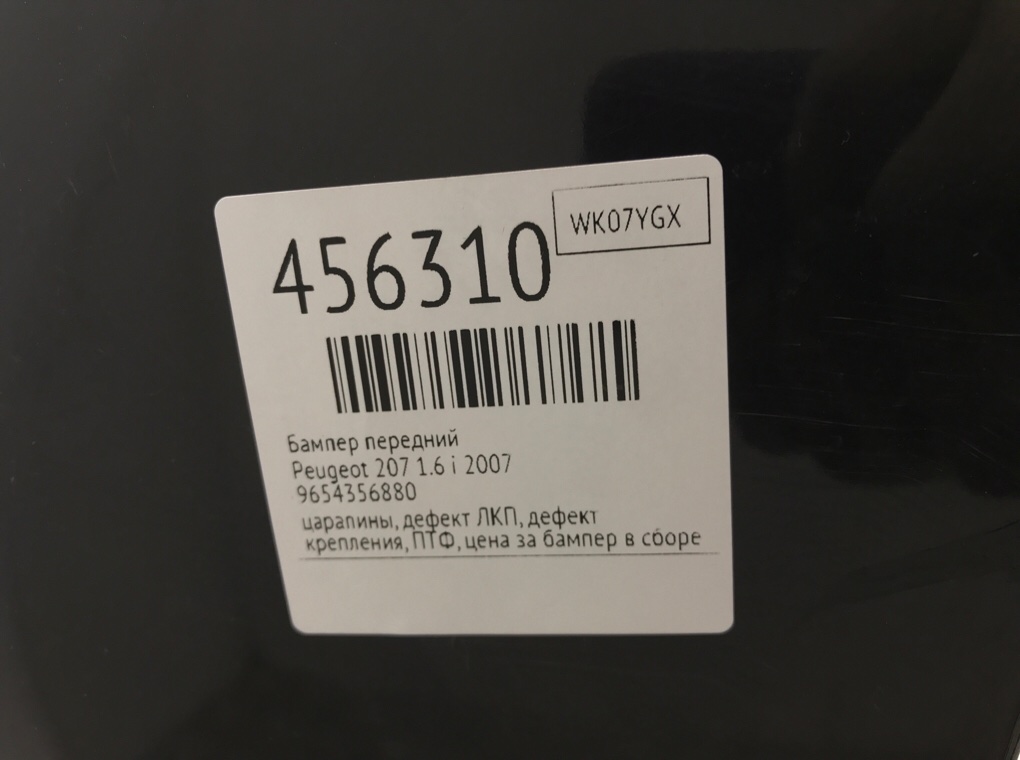 WK07YGX
456310
Бампер передний
Peugeot 207 1.6 i 2007
9654356880
царапины, дефект ЛКП, дефект
крепления, ПТФ, цена за бампер в сборе